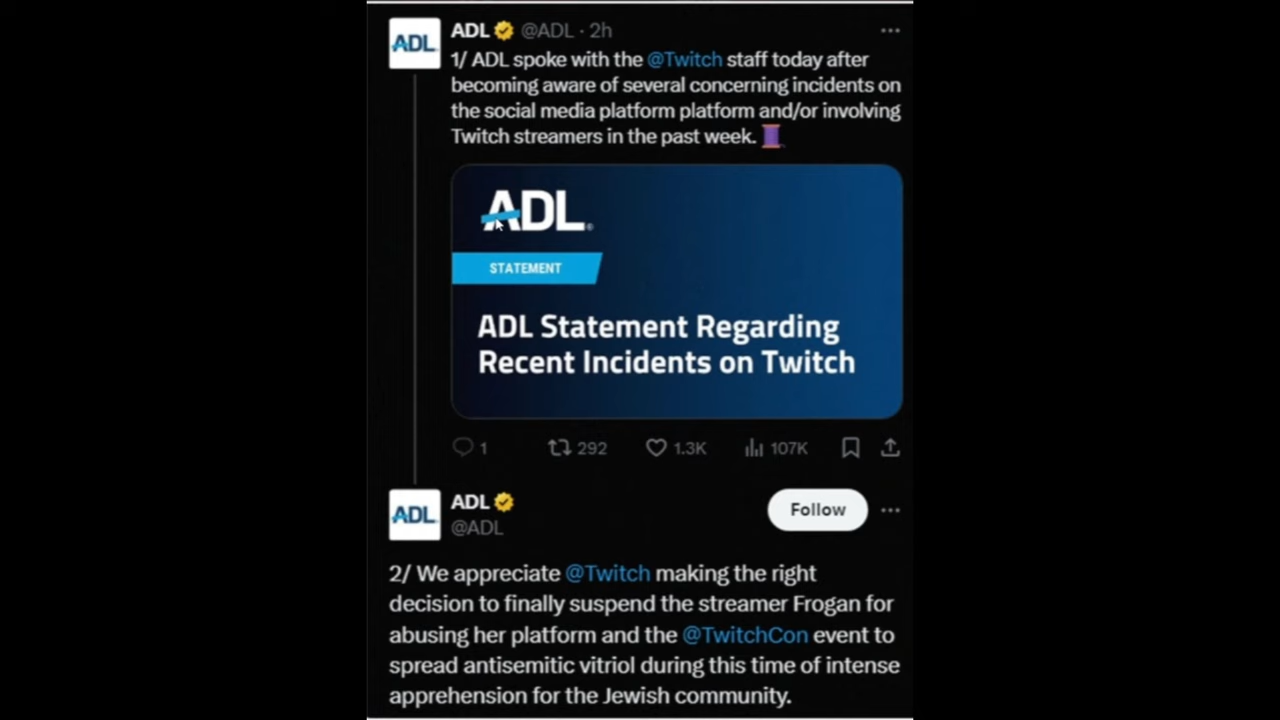 ADL
ADL @ADL · 2h
1/ ADL spoke with the @Twitch staff today after
becoming aware of several concerning incidents on
the social media platform platform and/or involving
Twitch streamers in the past week.
ADL®
STATEMENT
ADL Statement Regarding
Recent Incidents on Twitch
1 292 1.3K 107K
ADL
ADL
@ADL
Follow
2/ We appreciate @Twitch making the right
decision to finally suspend the streamer Frogan for
abusing her platform and the @TwitchCon event to
spread antisemitic vitriol during this time of intense
apprehension for the Jewish community.